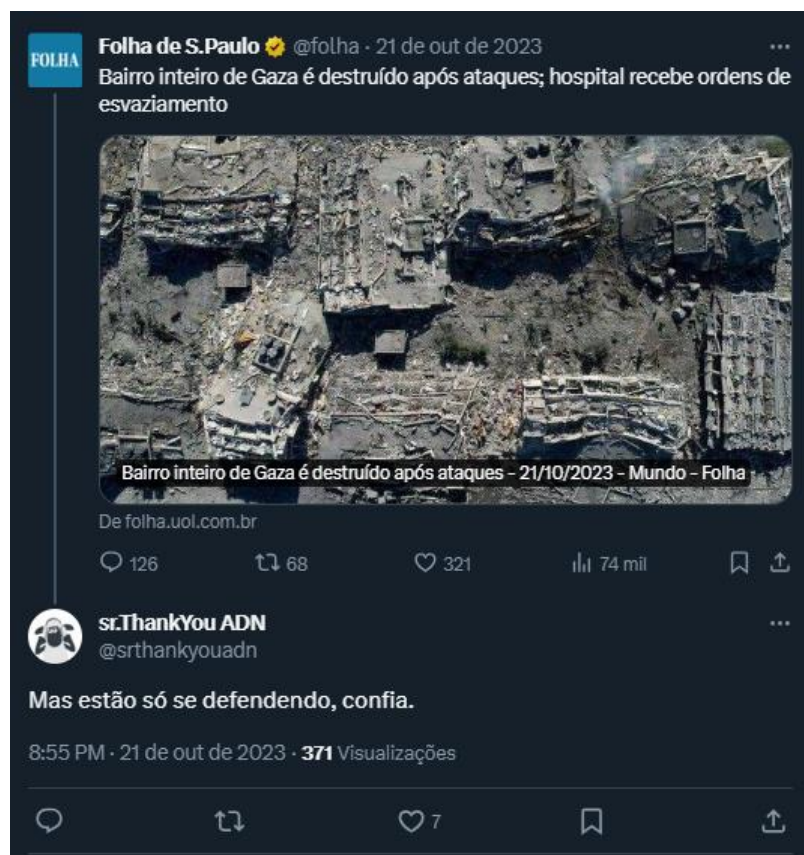 FOLHA
Folha de S.Paulo @folha · 21 de out de 2023
Bairro inteiro de Gaza é destruído após ataques; hospital recebe ordens de
esvaziamento
Bairro inteiro de Gaza é destruído após ataques - 21/10/2023 - Mundo - Folha
De folha.uol.com.br
126 68 321 74 mil
sr.ThankYou ADN
@srthankyouadn
Mas estão só se defendendo, confia.
8:55 PM · 21 de out de 2023 · 371 Visualizações
7